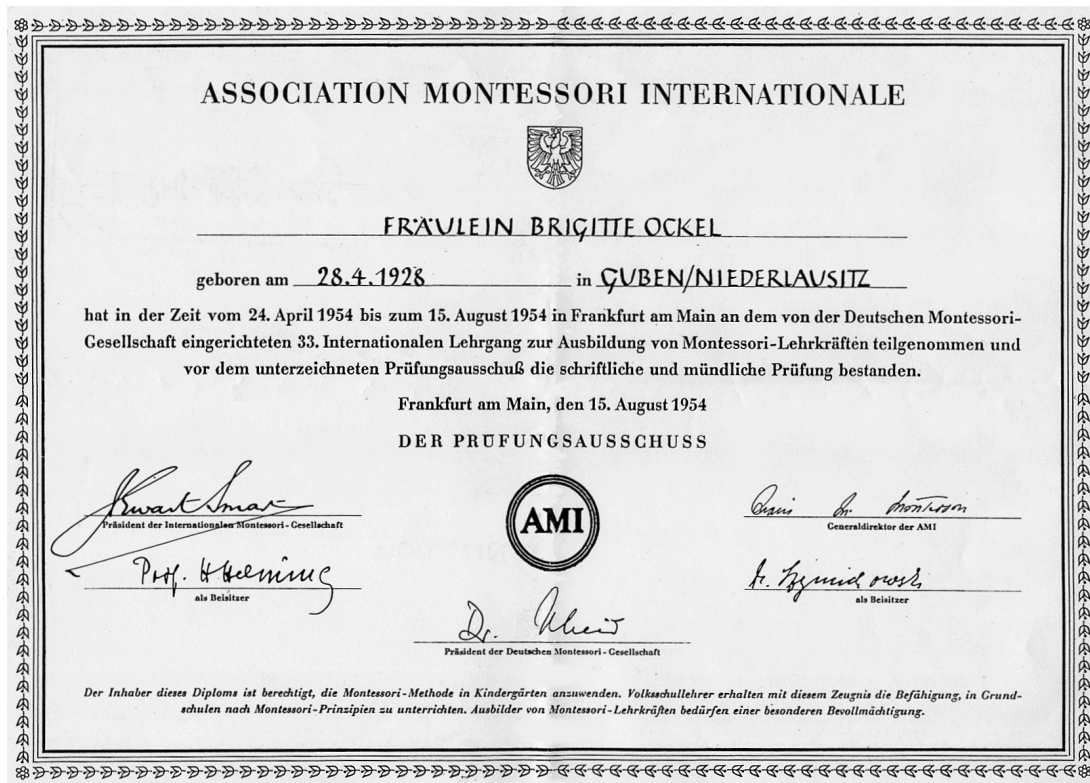 ASSOCIATION MONTESSORI INTERNATIONALE
FRÄULEIN BRIGITTE OCKEL
geboren am 28.4.1928 in GUBEN/NIEDERLAUSITZ
hat in der Zeit vom 24. April 1954 bis zum 15. August 1954 in Frankfurt am Main an dem von der Deutschen Montessori-
Gesellschaft eingerichteten 33. Internationalen Lehrgang zur Ausbildung von Montessori-Lehrkräften teilgenommen und
vor dem unterzeichneten Prüfungsausschuß die schriftliche und mündliche Prüfung bestanden.
Frankfurt am Main, den 15. August 1954
DER PRÜFUNGSAUSSCHUSS
AMI
Präsident der Internationalen Montessori-Gesellschaft
Generaldirektor der AMI
Prof. H
Dr.
als Beisitzer
als Beisitzer
Dr.
Präsident der Deutschen Montessori-Gesellschaft
Der Inhaber dieses Diploms ist berechtigt, die Montessori-Methode in Kindergärten anzuwenden. Volksschullehrer erhalten mit diesem Zeugnis die Befähigung, in Grund-
schulen nach Montessori-Prinzipien zu unterrichten. Ausbilder von Montessori-Lehrkräften bedürfen einer besonderen Bevollmächtigung.